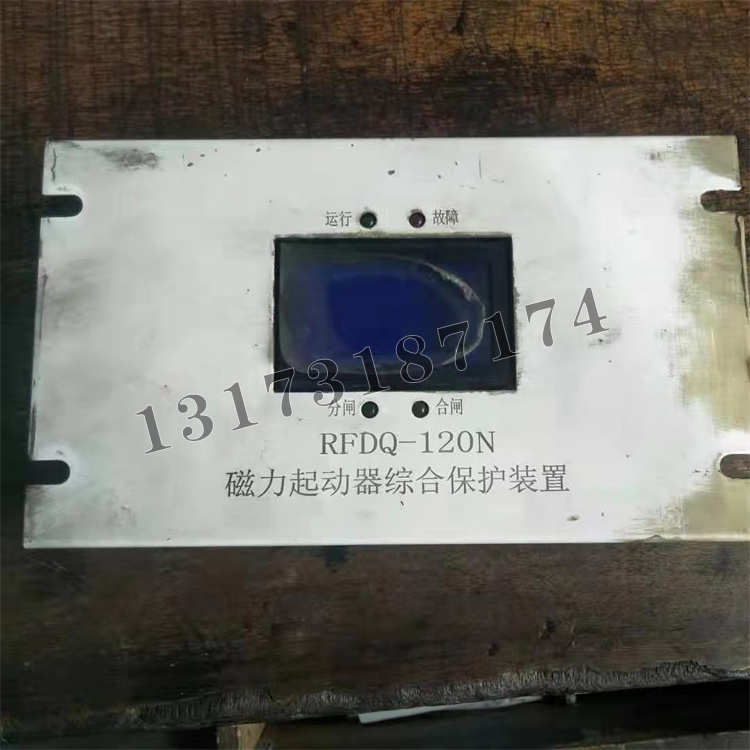 运行 故障
13173187174
分闸 合闸
RFDQ-120N
磁力起动器综合保护装置